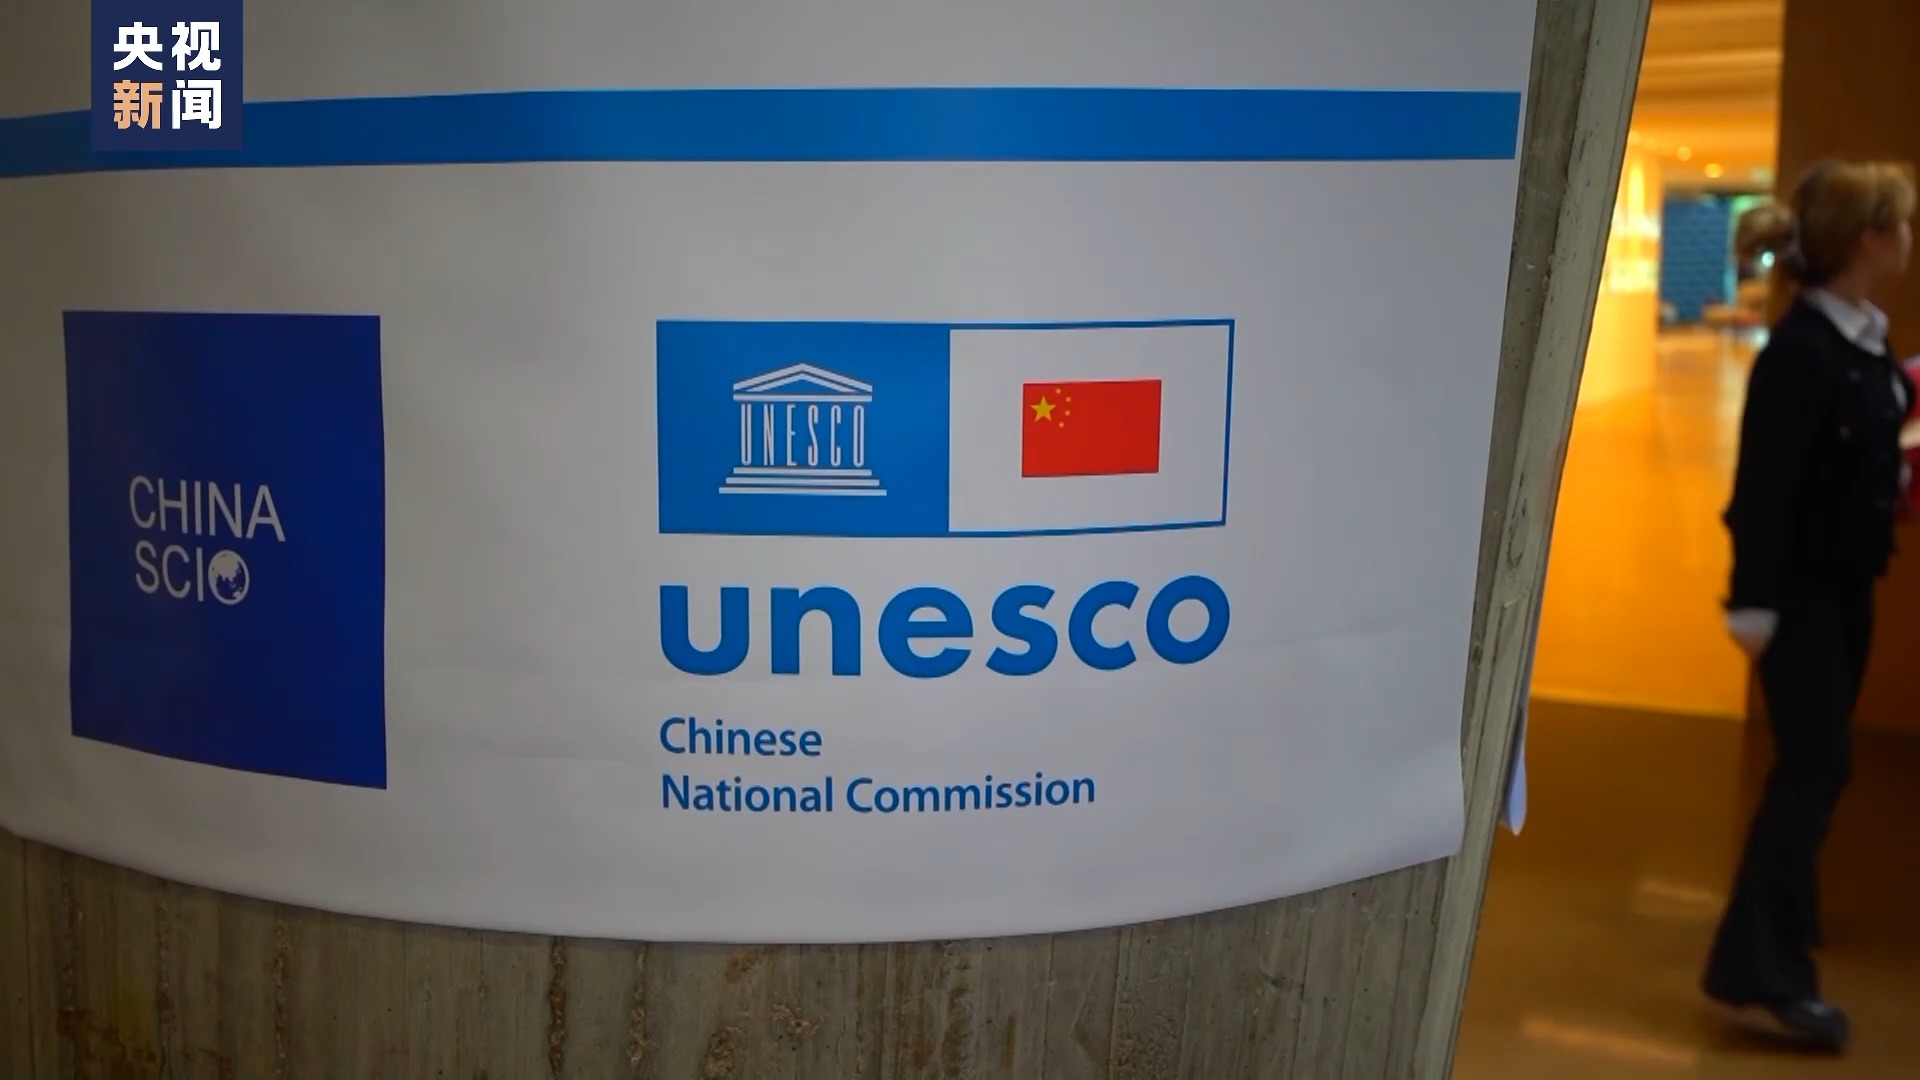 央视
新闻
CHINA
SCIO
UNESCO
unesco
Chinese
National Commission